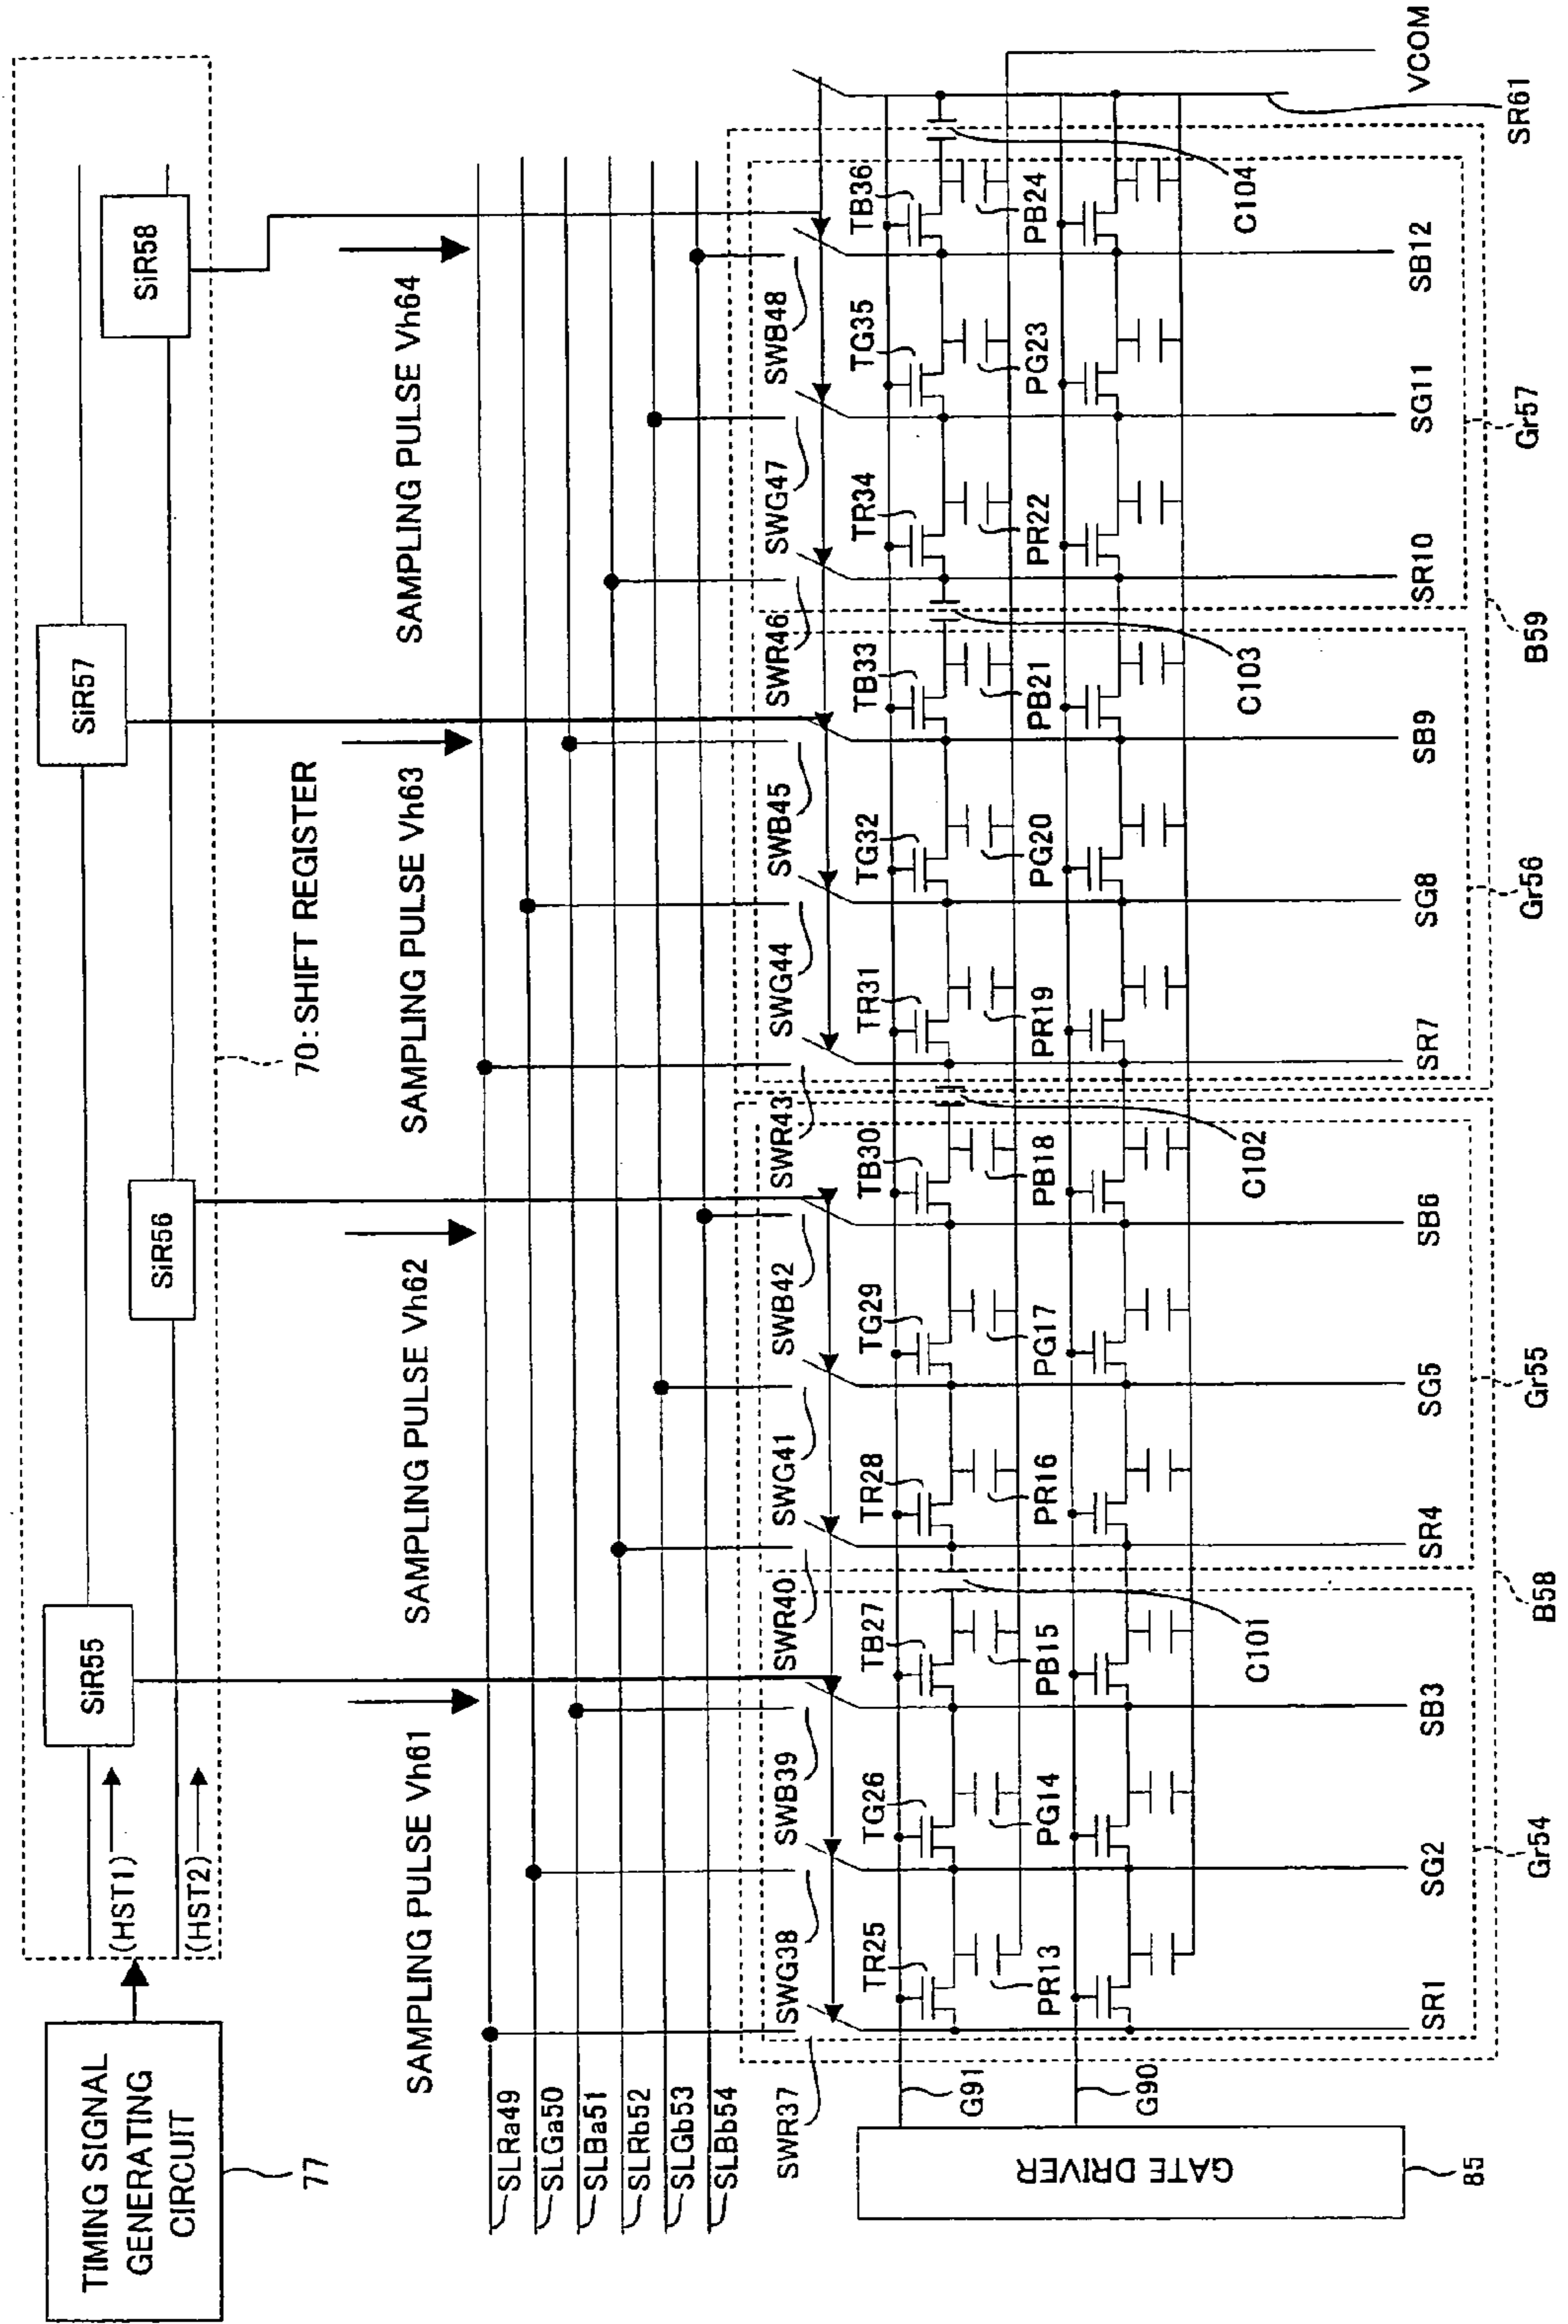 TIMING SIGNAL
GENERATING
CIRCUIT
77
(HST1)
(HST2)
SiR55
SiR56
SiR57
SiR58
70:SHIFT REGISTER
SAMPLING PULSE Vh61
SAMPLING PULSE Vh62
SAMPLING PULSE Vh63
SAMPLING PULSE Vh64
SLRa49
SLGa50
SLBa51
SLRb52
SLGb53
SLBb54
SWR37
SWG38
SWB39
SWR40
SWG41
SWB42
SWR43
SWG44
SWB45
SWR46
SWG47
SWB48
TR25
TG26
TB27
TR28
TG29
TB30
TR31
TG32
TB33
TR34
TG35
TB36
G91
PR13
PG14
PB15
PR16
PG17
PB18
PR19
PG20
PB21
PR22
PG23
PB24
G90
GATE DRIVER
85
C101
C102
C103
C104
SR1
SG2
SB3
SR4
SG5
SB6
SR7
SG8
SB9
SR10
SG11
SB12
VCOM
SR61
Gr54
Gr55
Gr56
Gr57
B58
B59